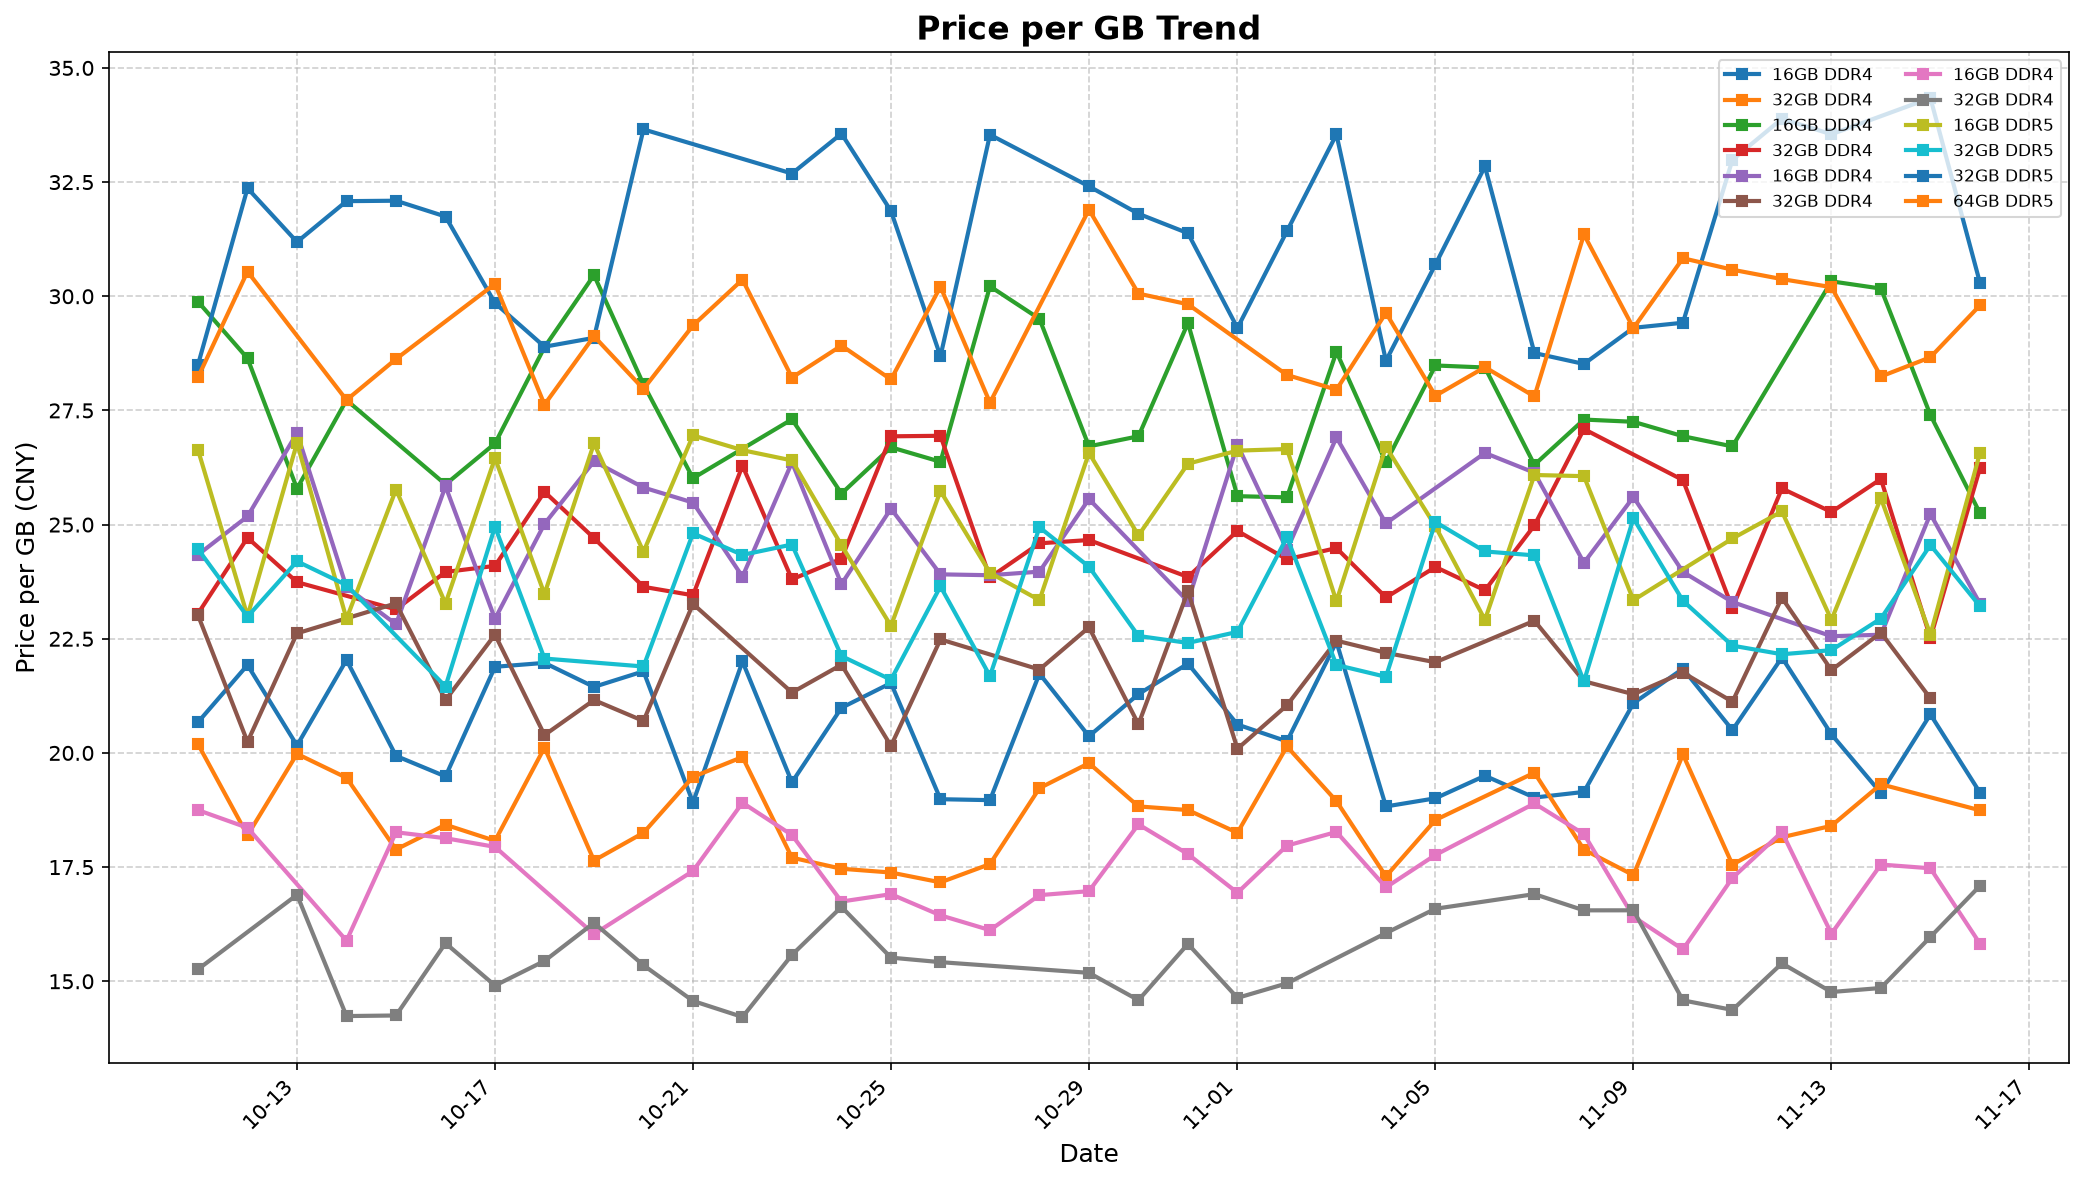 Price per GB Trend
Price per GB (CNY)
35.0
32.5
30.0
27.5
25.0
22.5
20.0
17.5
15.0
16GB DDR4
32GB DDR4
16GB DDR4
32GB DDR4
16GB DDR4
32GB DDR4
16GB DDR4
32GB DDR4
16GB DDR5
32GB DDR5
32GB DDR5
64GB DDR5
10-13
10-17
10-21
10-25
10-29
11-01
11-05
11-09
11-13
11-17
Date